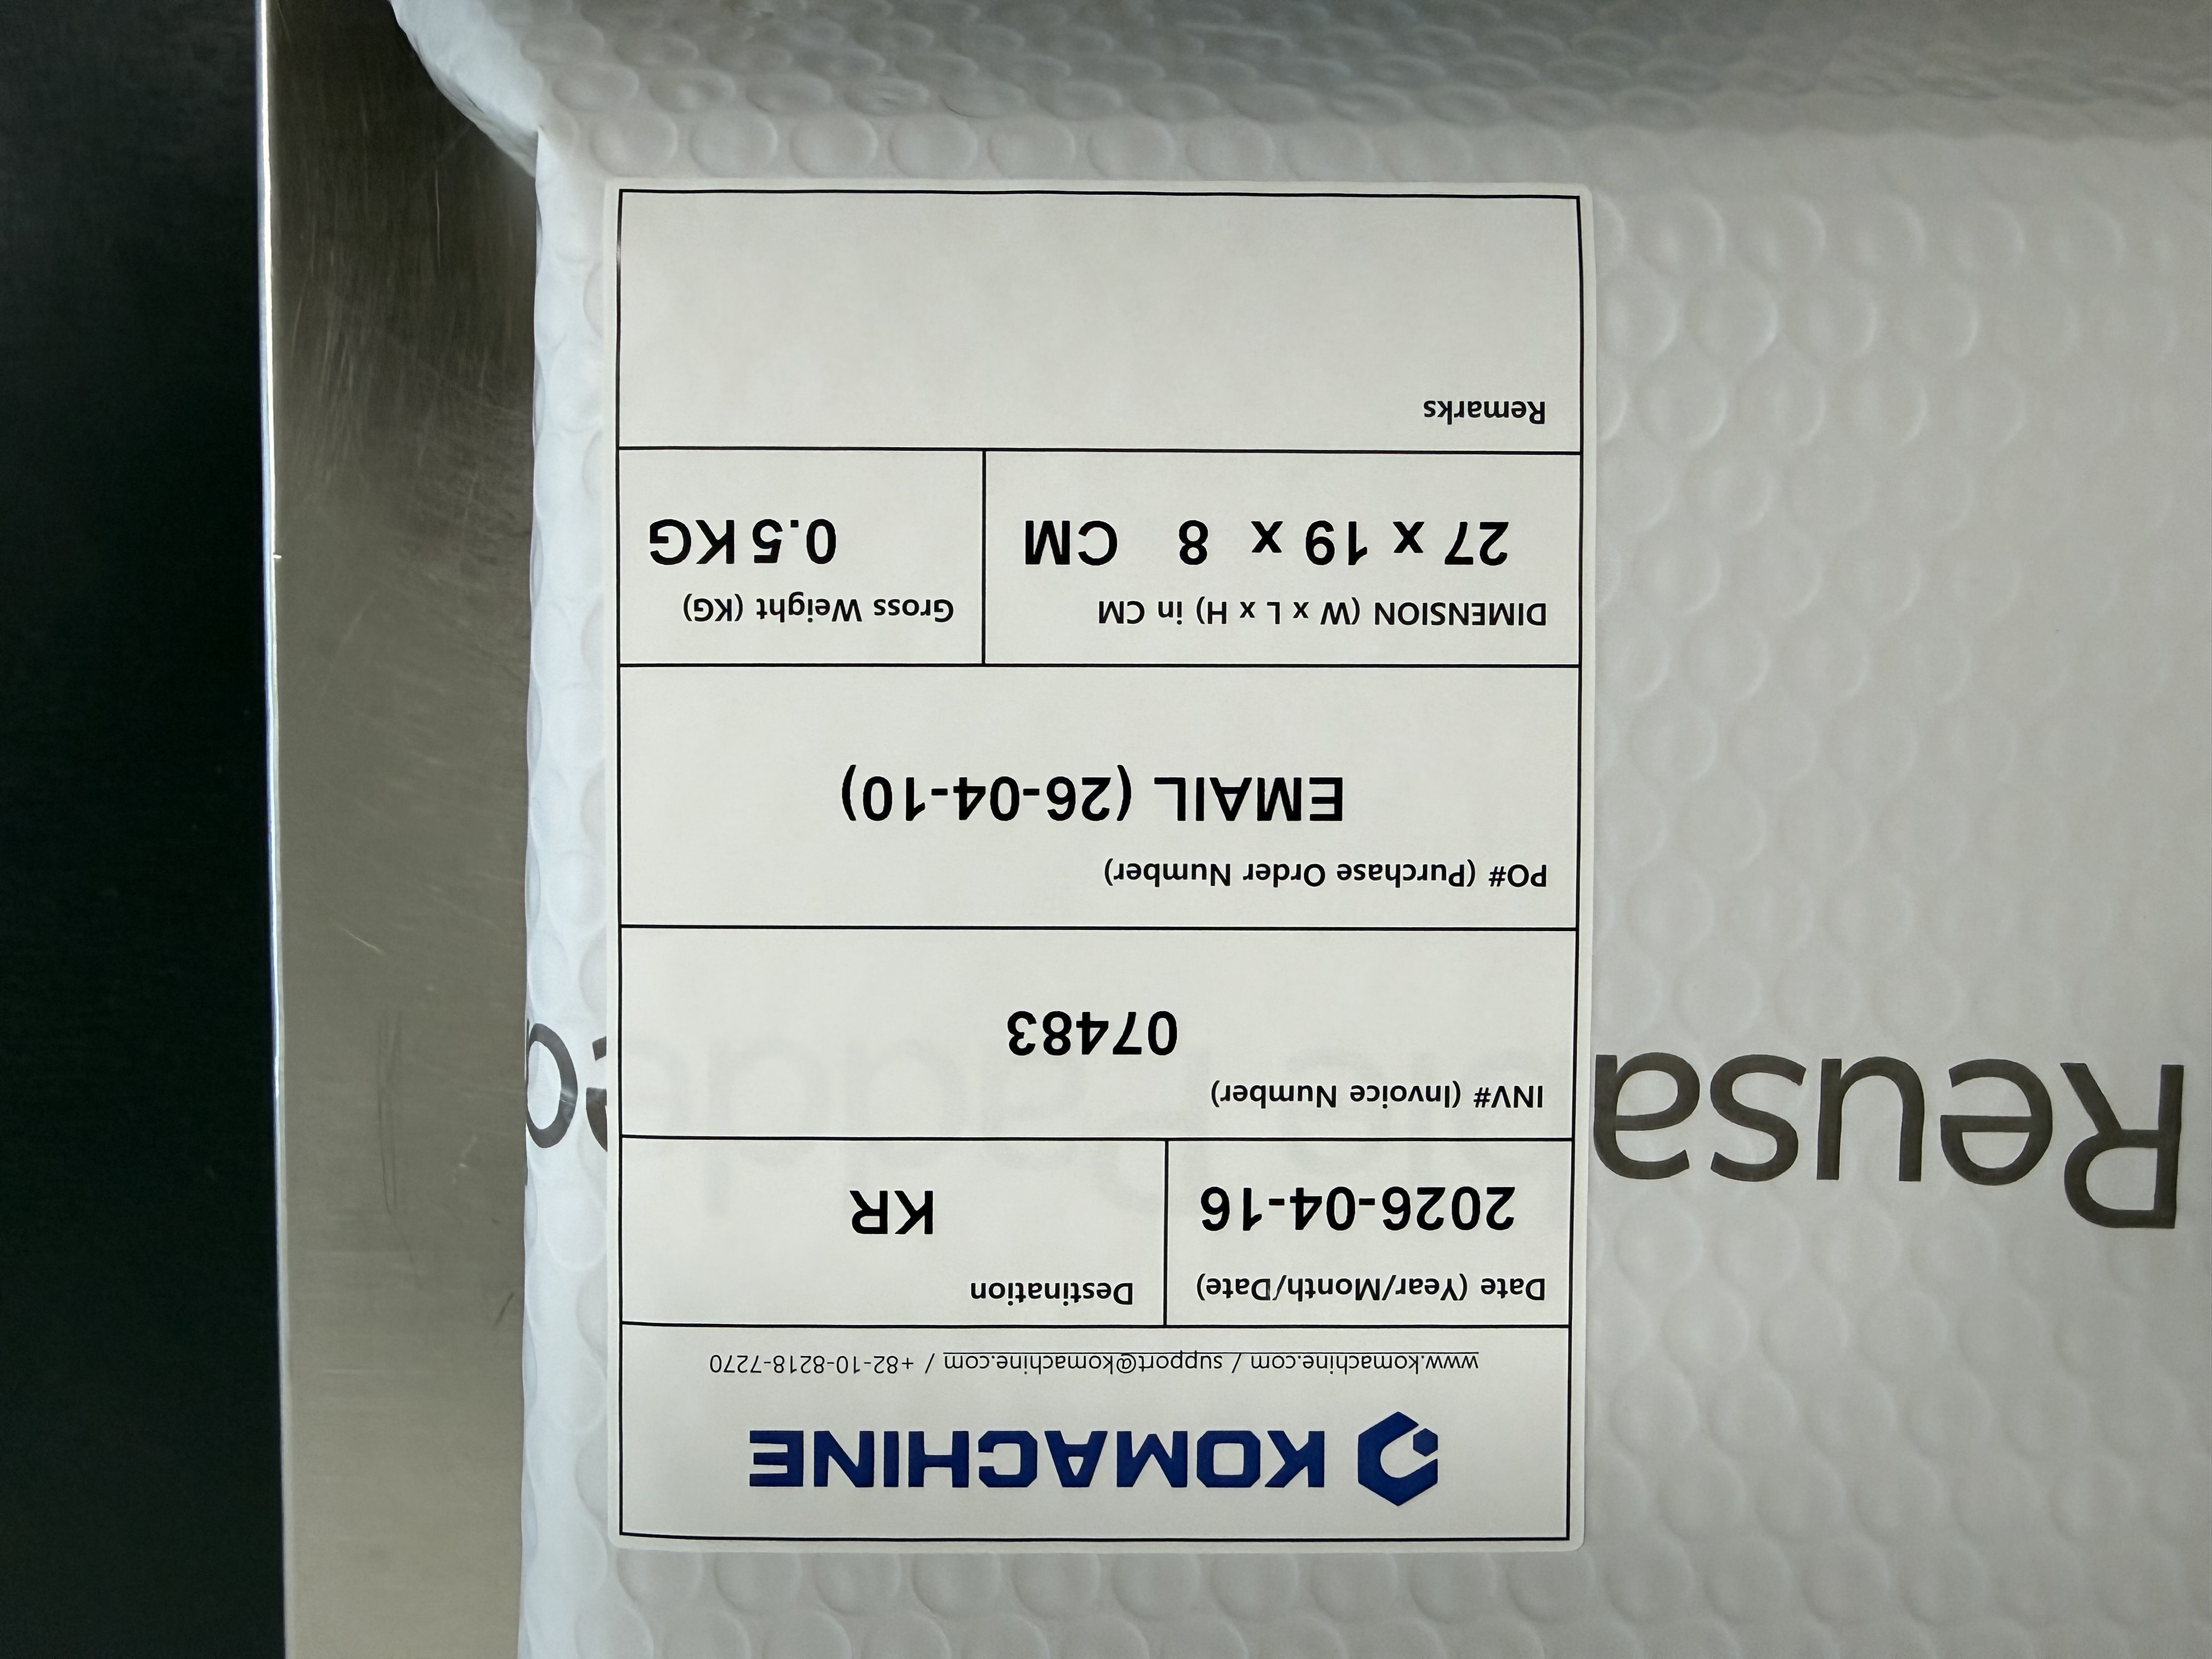 KOMACHINE
www.komachine.com / support@komachine.com / +82-10-8218-7270
Date (Year/Month/Date)
2026-04-16
Destination
KR
INV# (Invoice Number)
07483
PO# (Purchase Order Number)
EMAIL (26-04-10)
DIMENSION (W x L x H) in CM
27 x 19 x 8 CM
Gross Weight (KG)
0.5 KG
Remarks
Reusa